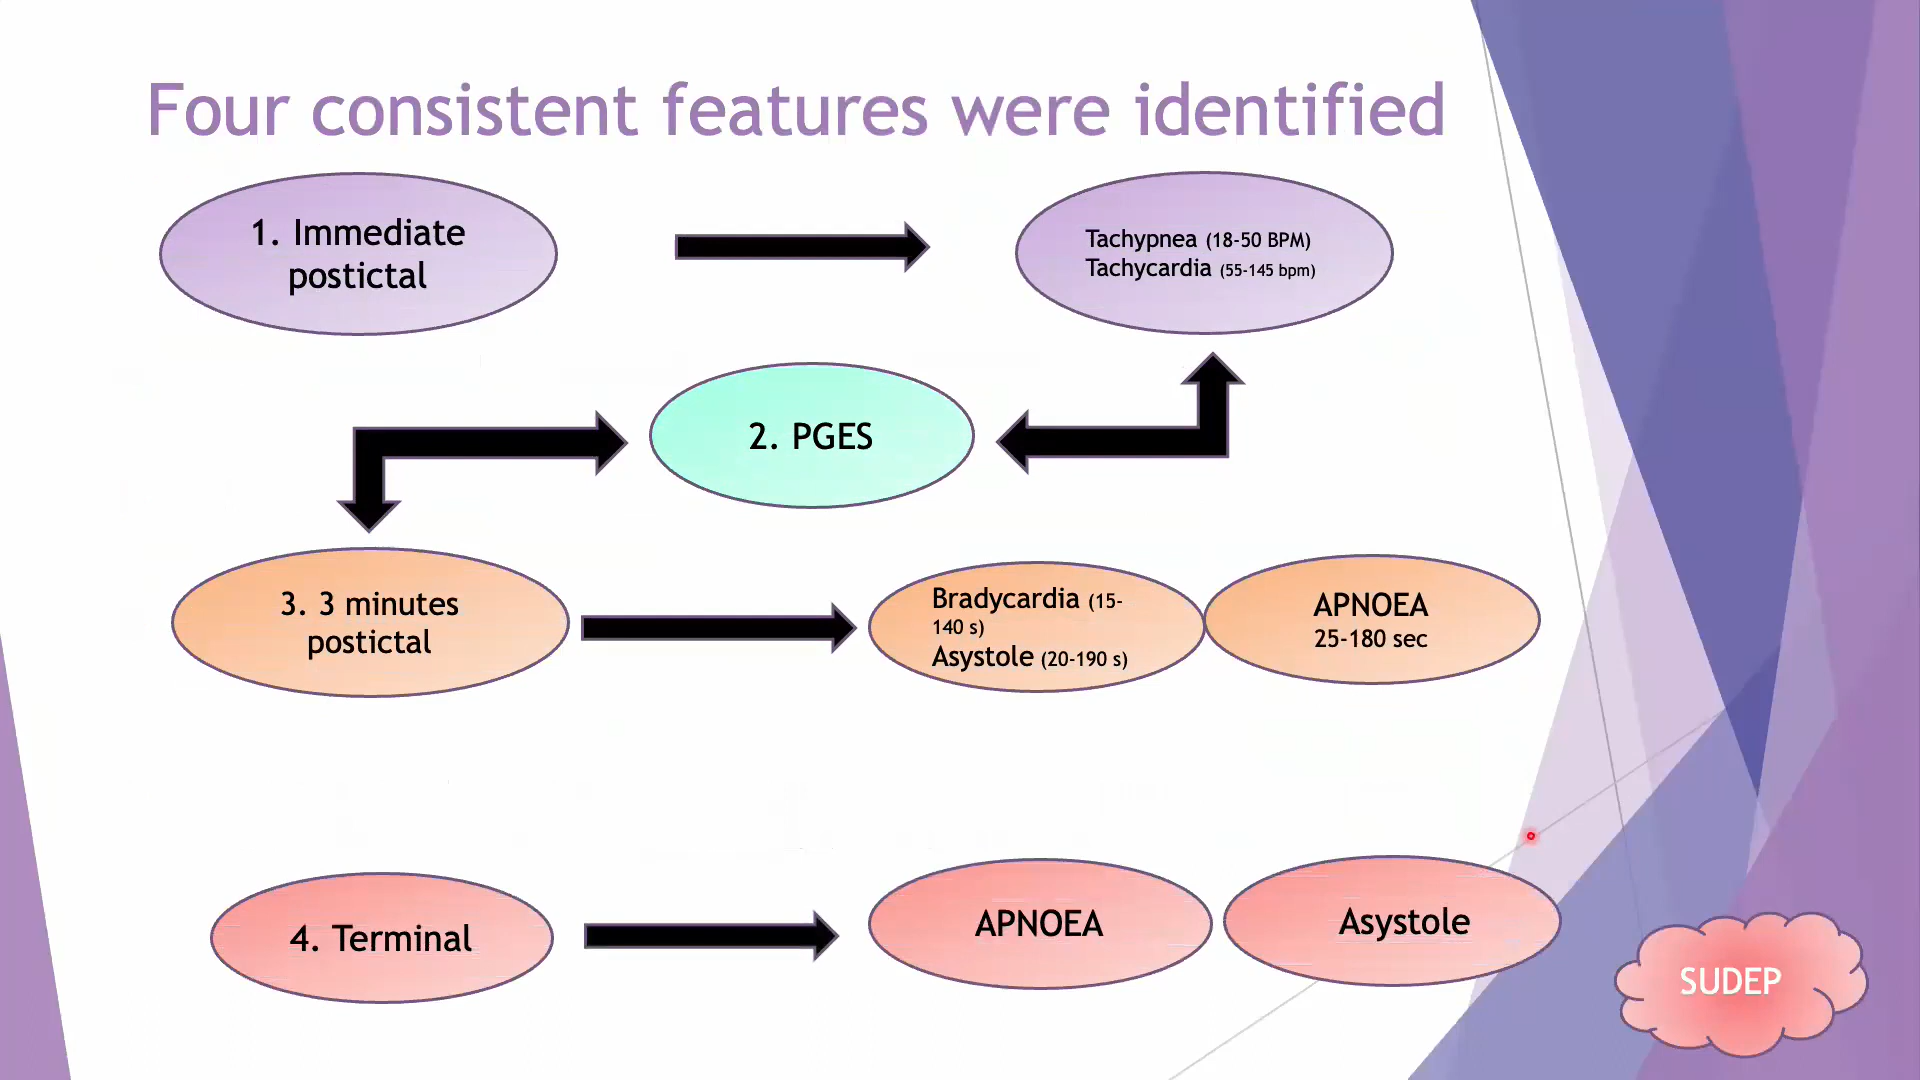 Four consistent features were identified
1. Immediate
postictal
Tachypnea (18-50 BPM)
Tachycardia (55-145 bpm)
2. PGES
3. 3 minutes
postictal
Bradycardia (15-
140 s)
Asystole (20-190 s)
APNOEA
25-180 sec
4. Terminal
APNOEA
Asystole
SUDEP